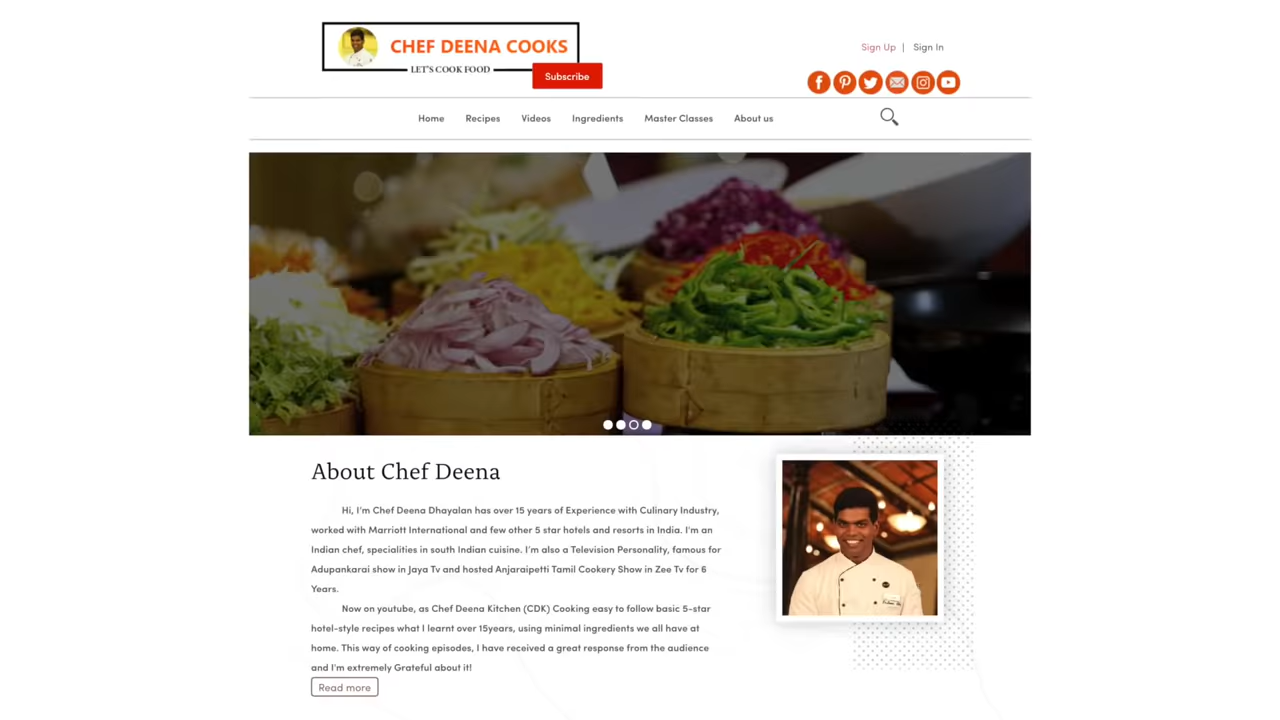 CHEF DEENA COOKS
LET'S COOK FOOD
Subscribe
Sign Up | Sign In
Home Recipes Videos Ingredients Master Classes About us
About Chef Deena
Hi, I'm Chef Deena Dhayalan has over 15 years of Experience with Culinary Industry,
worked with Marriott International and few other 5 star hotels and resorts in India. I'm an
Indian chef, specialities in south Indian cuisine. I'm also a Television Personality, famous for
Adupankarai show in Jaya Tv and hosted Anjaraipetti Tamil Cookery Show in Zee Tv for 6
Years.
Now on youtube, as Chef Deena Kitchen (CDK) Cooking easy to follow basic 5-star
hotel-style recipes what I learnt over 15years, using minimal ingredients we all have at
home. This way of cooking episodes, I have received a great response from the audience
and I'm extremely Grateful about it!
Read more